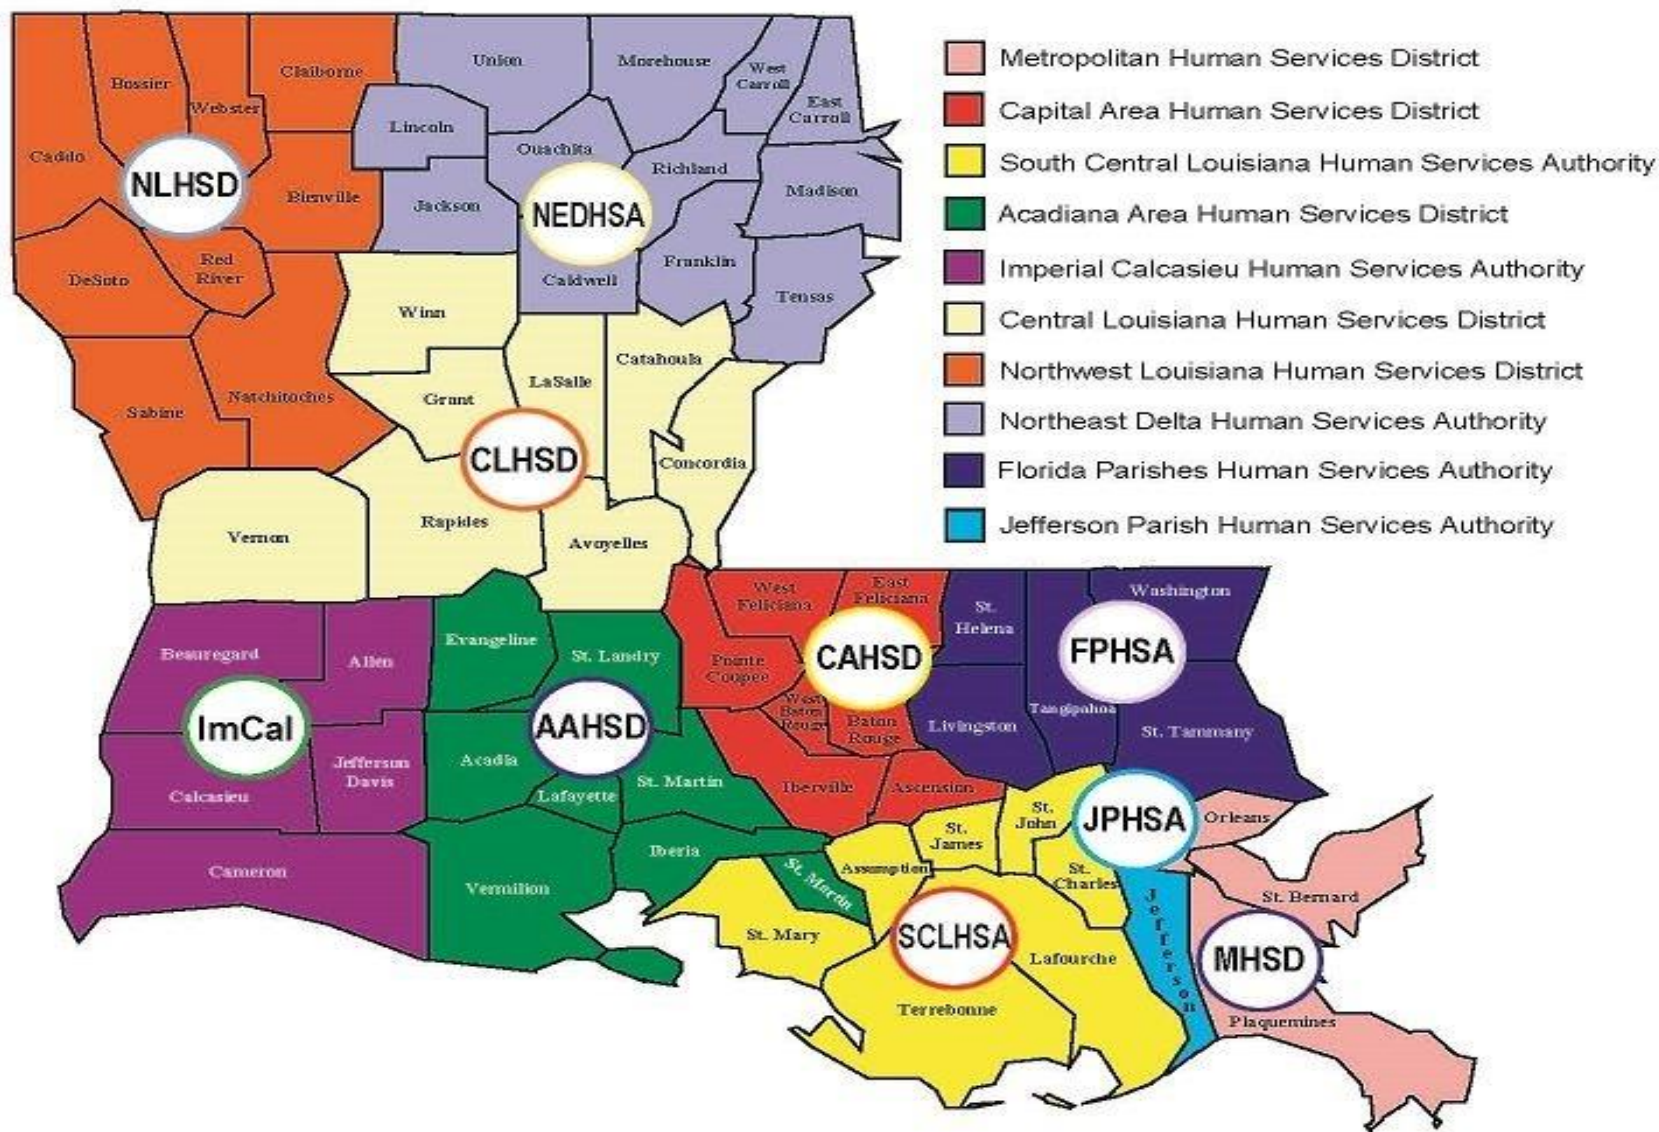 Union
Morehouse
West
Carroll
East
Carroll
Claiborne
Bossier
Webster
Lincoln
Ouachita
Richland
Madison
Caddo
NLHSD
NEDHSA
Bienville
Jackson
Red
River
DeSoto
Caldwell
Franklin
Tensas
Winn
Catahoula
LaSalle
Grant
Natchitoches
Sabine
CLHSD
Concordia
Rapides
Vernon
Avoyelles
West
Feliciana
East
Feliciana
St.
Helena
Washington
Beauregard
Allen
Evangeline
St. Landry
Pointe
Coupee
CAHSD
FPHSA
West
Baton
Rouge
Baton
Rouge
Livingston
Tangipahoa
St. Tammany
ImCal
AAHSD
Acadia
Jefferson
Davis
Calcasieu
Lafayette
St. Martin
Iberville
Ascension
St.
John
JPHSA
Orleans
St.
James
Iberia
Assumption
St.
Charles
Cameron
Vermilion
St. Martin
St. Bernard
St. Mary
SCLHSA
Lafourche
Jefferson
MHSD
Terrebonne
Plaquemines
Metropolitan Human Services District
Capital Area Human Services District
South Central Louisiana Human Services Authority
Acadiana Area Human Services District
Imperial Calcasieu Human Services Authority
Central Louisiana Human Services District
Northwest Louisiana Human Services District
Northeast Delta Human Services Authority
Florida Parishes Human Services Authority
Jefferson Parish Human Services Authority